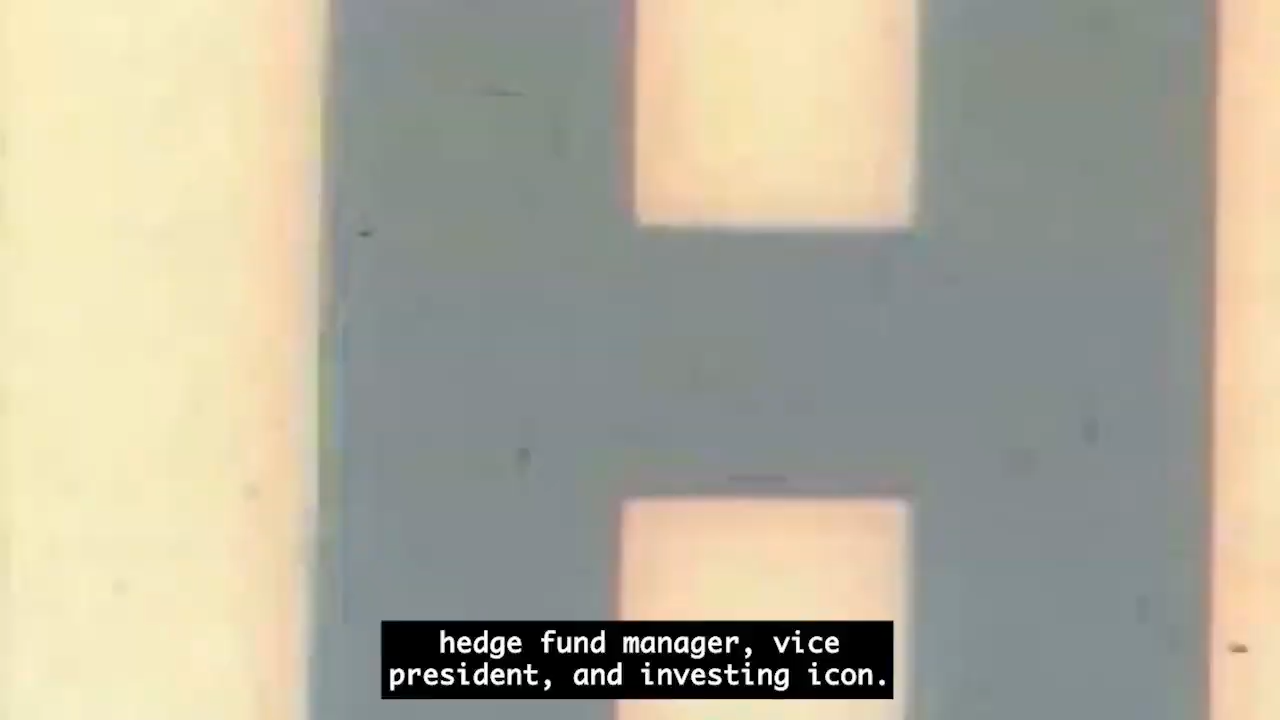 H
hedge fund manager, vice
president, and investing icon.